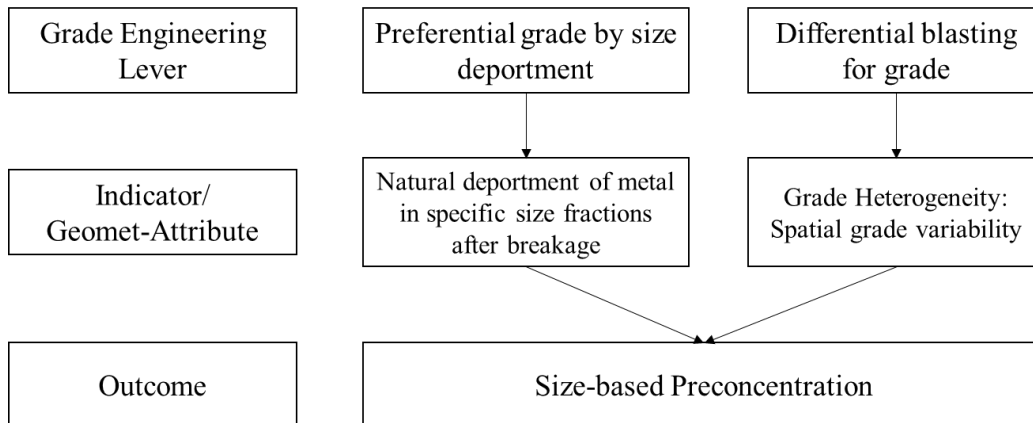 Grade Engineering
Lever
Preferential grade by size
deportment
Differential blasting
for grade
Indicator/
Geomet-Attribute
Natural deportment of metal
in specific size fractions
after breakage
Grade Heterogeneity:
Spatial grade variability
Outcome
Size-based Preconcentration